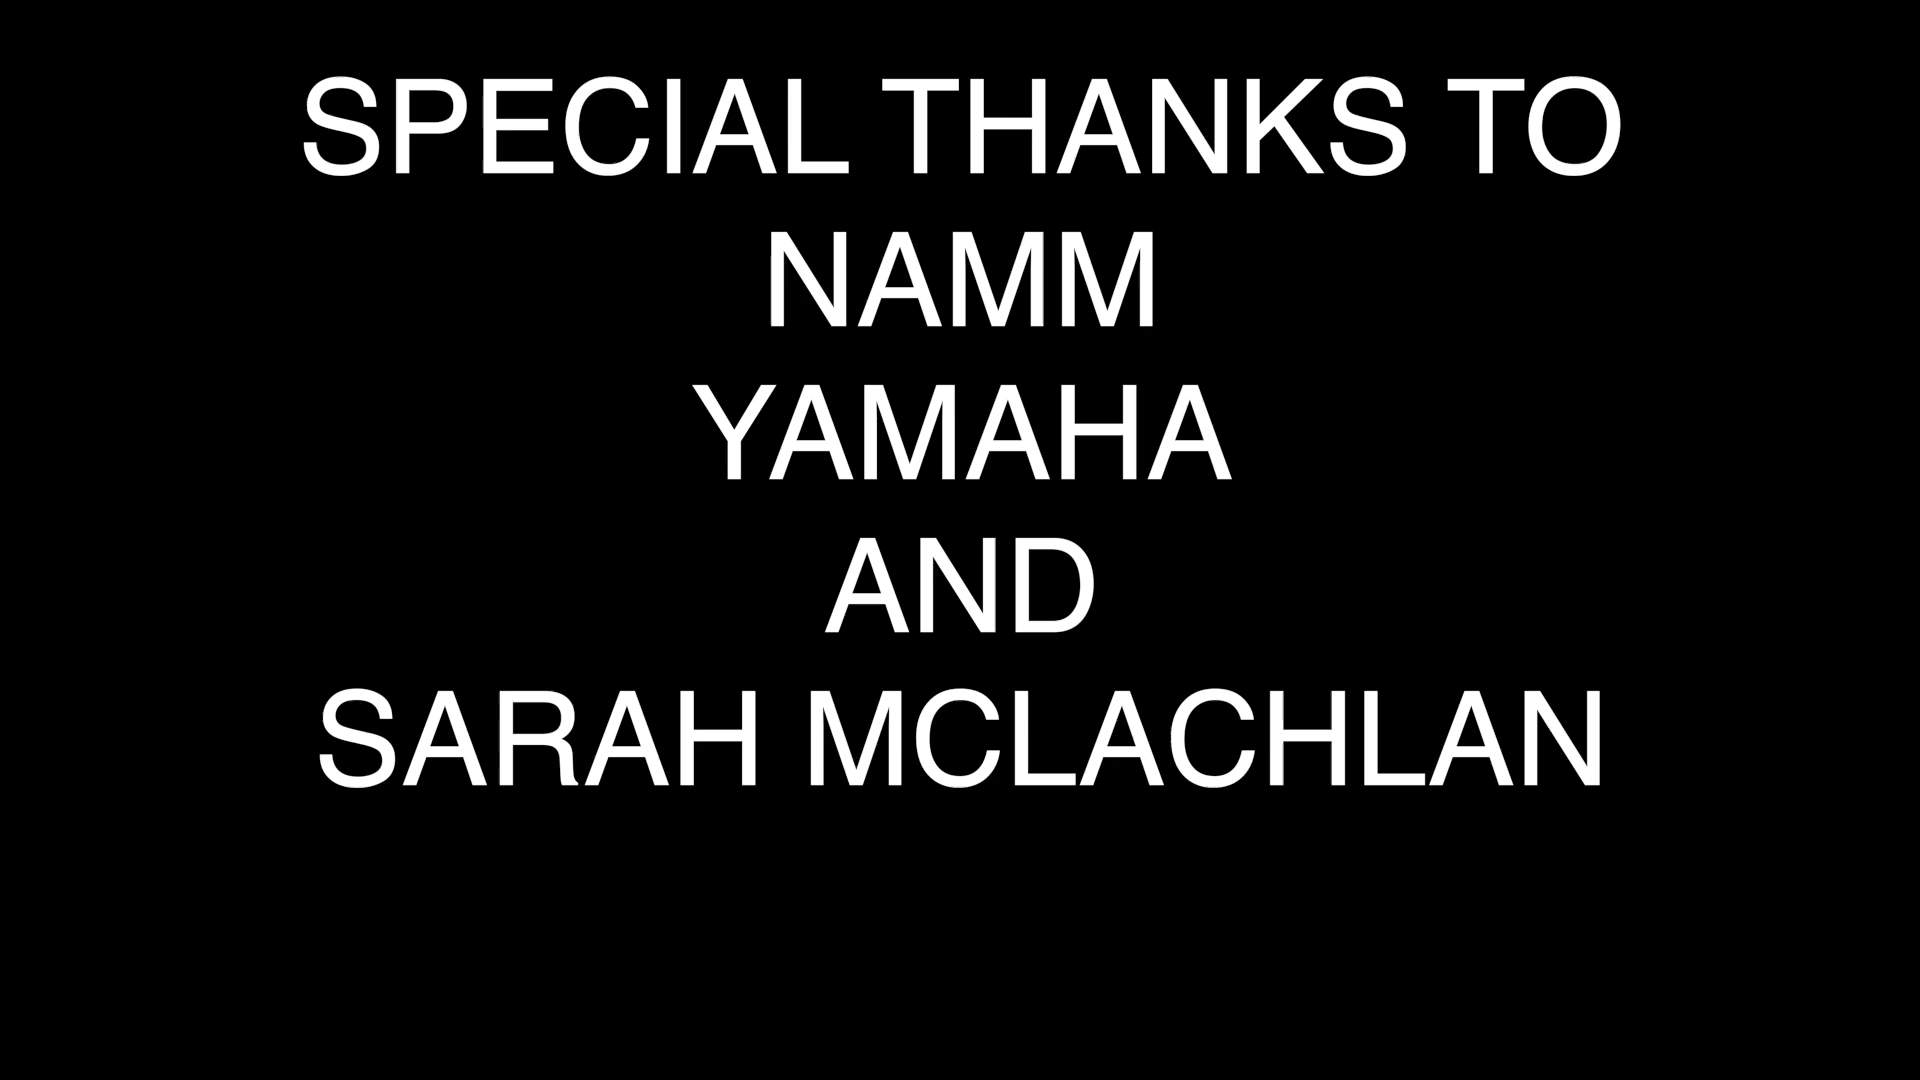 SPECIAL THANKS TO
NAMM
YAMAHA
AND
SARAH MCLACHLAN